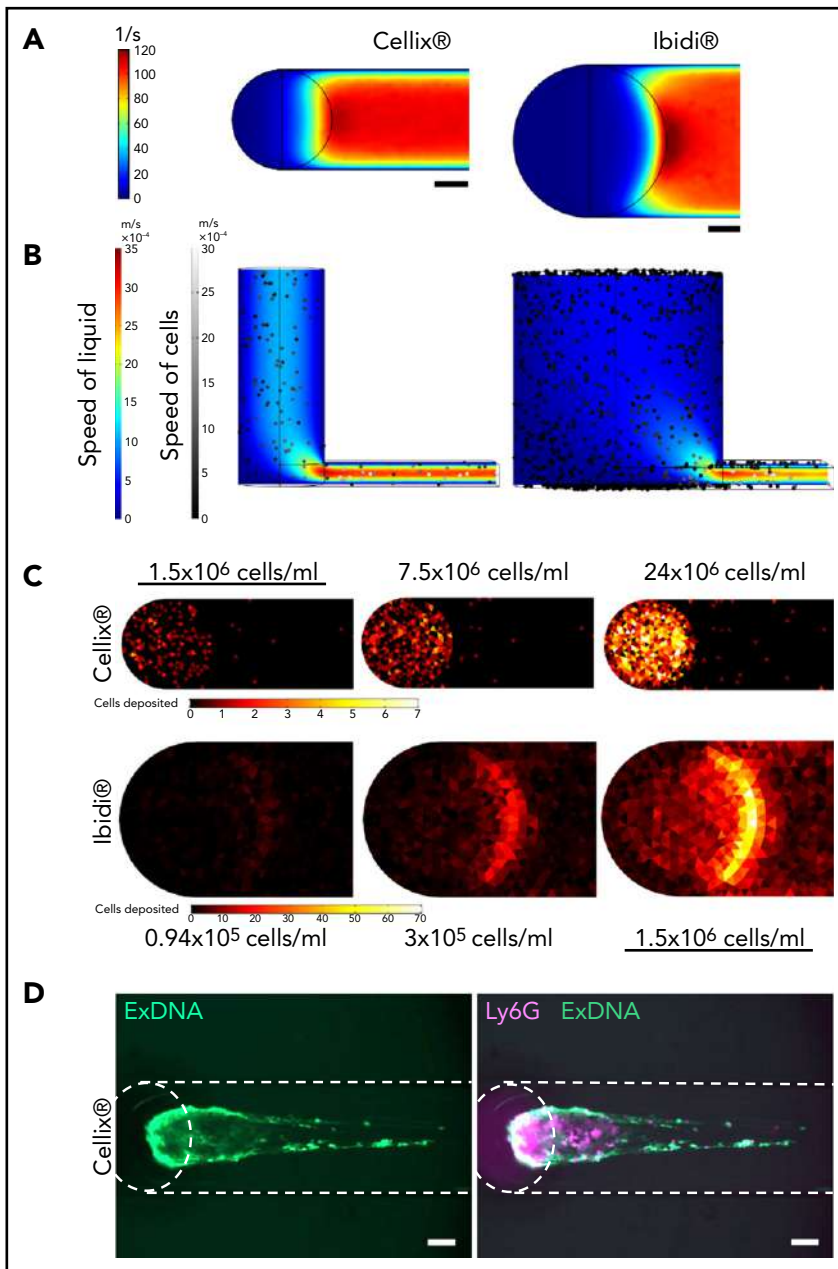 A
1/s
Cellix®
Ibidi®
120
100
80
60
40
20
0
B
m/s
×10⁻⁴
m/s
×10⁻⁴
35
30
25
20
15
10
5
0
Speed of liquid
30
25
20
15
10
5
0
Speed of cells
C
1.5x10⁶ cells/ml
7.5x10⁶ cells/ml
24x10⁶ cells/ml
Cellix®
Cells deposited
0 1 2 3 4 5 6 7
Ibidi®
Cells deposited
0 10 20 30 40 50 60 70
0.94x10⁵ cells/ml
3x10⁵ cells/ml
1.5x10⁶ cells/ml
D
ExDNA
Ly6G ExDNA
Cellix®